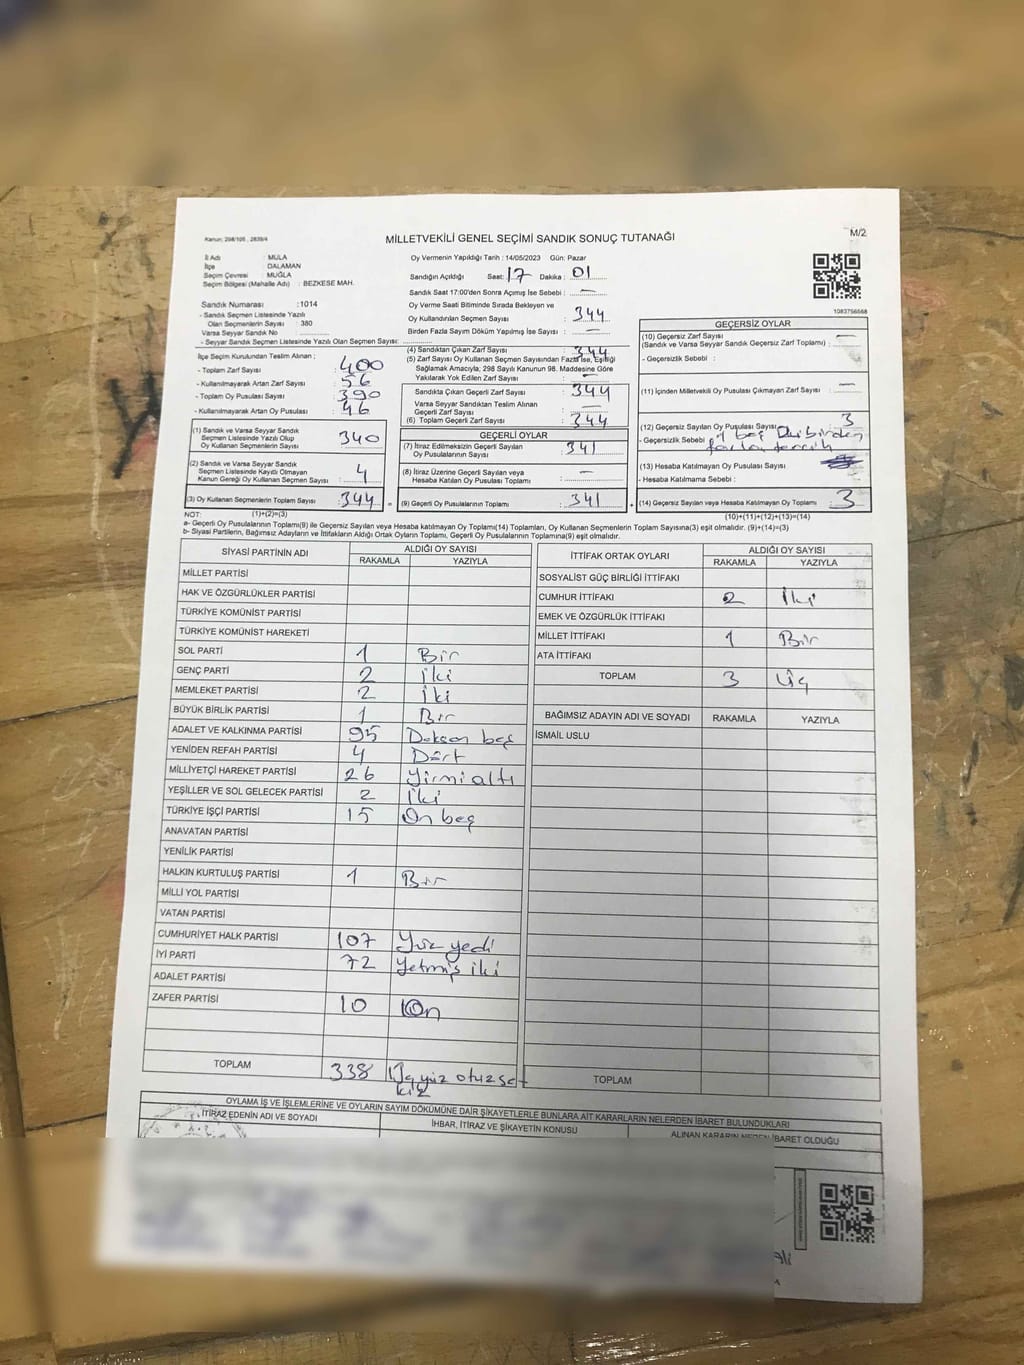 Kanun; 298/105 , 2839/4
MİLLETVEKİLİ GENEL SEÇİMİ SANDIK SONUÇ TUTANAĞI
M/2
İl Adı : MULA
İlçe : DALAMAN
Seçim Çevresi : MUĞLA
Seçim Bölgesi (Mahalle Adı) : BEZKESE MAH.
Sandık Numarası :1014
- Sandık Seçmen Listesinde Yazılı
Olan Seçmenlerin Sayısı : 380
Varsa Seyyar Sandık No :
- Seyyar Sandık Seçmen Listesinde Yazılı Olan Seçmen Sayısı:
Oy Vermenin Yapıldığı Tarih : 14/05/2023 Gün: Pazar
Sandığın Açıldığı Saat: 17 Dakika : 01
Sandık Saat 17:00'den Sonra Açımış İse Sebebi : —
Oy Verme Saati Bitiminde Sırada Bekleyen ve
Oy Kullandırılan Seçmen Sayısı : 344
Birden Fazla Sayım Döküm Yapılmış İse Sayısı : —
1083756568
İlçe Seçim Kurulundan Teslim Alınan ;
- Toplam Zarf Sayısı : 400
- Kullanılmayarak Artan Zarf Sayısı : 56
- Toplam Oy Pusulası Sayısı : 390
- Kullanılmayarak Artan Oy Pusulası : 46
(1) Sandık ve Varsa Seyyar Sandık
Seçmen Listesinde Yazılı Olup
Oy Kullanan Seçmenlerin Sayısı 340
(2) Sandık ve Varsa Seyyar Sandık
Seçmen Listesinde Kayıtlı Olmayan
Kanun Gereği Oy Kullanan Seçmen Sayısı : 4
(3) Oy Kullanan Seçmenlerin Toplam Sayısı : 344 =
(4) Sandıktan Çıkan Zarf Sayısı : 344
(5) Zarf Sayısı Oy Kullanan Seçmen Sayısından Fazla İse, Eşitliği
Sağlamak Amacıyla; 298 Sayılı Kanunun 98. Maddesine Göre
Yakılarak Yok Edilen Zarf Sayısı : —
Sandıkta Çıkan Geçerli Zarf Sayısı : 344
Varsa Seyyar Sandıktan Teslim Alınan
Geçerli Zarf Sayısı : —
(6) Toplam Geçerli Zarf Sayısı : 344
GEÇERLİ OYLAR
(7) İtiraz Edilmeksizin Geçerli Sayılan
Oy Pusulalarının Sayısı : 341
(8) İtiraz Üzerine Geçerli Sayılan veya
Hesaba Katılan Oy Pusulası Toplamı : —
(9) Geçerli Oy Pusulalarının Toplamı : 341 +
GEÇERSİZ OYLAR
(10) Geçersiz Zarf Sayısı
(Sandık ve Varsa Seyyar Sandık Geçersiz Zarf Toplamı) : —
- Geçersizlik Sebebi :
(11) İçinden Milletvekili Oy Pusulası Çıkmayan Zarf Sayısı : —
(12) Geçersiz Sayılan Oy Pusulası Sayısı : 3
- Geçersizlik Sebebi : 1 boş 2 birden
fazla tercih
(13) Hesaba Katılmayan Oy Pusulası Sayısı
- Hesaba Katılmama Sebebi :
(14) Geçersiz Sayılan veya Hesaba Katılmayan Oy Toplamı : 3
NOT: (1)+(2)=(3)
(10)+(11)+(12)+(13)=(14)
a- Geçerli Oy Pusulalarının Toplamı(9) ile Geçersiz Sayılan veya Hesaba katılmayan Oy Toplamı(14) Toplamları, Oy Kullanan Seçmenlerin Toplam Sayısına(3) eşit olmalıdır. (9)+(14)=(3)
b- Siyasi Partilerin, Bağımsız Adayların ve İttifakların Aldığı Ortak Oyların Toplamı, Geçerli Oy Pusulalarının Toplamına(9) eşit olmalıdır.
SİYASİ PARTİNİN ADI ALDIĞI OY SAYISI
RAKAMLA YAZIYLA
MİLLET PARTİSİ
HAK VE ÖZGÜRLÜKLER PARTİSİ
TÜRKİYE KOMÜNİST PARTİSİ
TÜRKİYE KOMÜNİST HAREKETİ
SOL PARTİ 1 Bir
GENÇ PARTİ 2 İki
MEMLEKET PARTİSİ 2 İki
BÜYÜK BİRLİK PARTİSİ 1 Bir
ADALET VE KALKINMA PARTİSİ 95 Doksan beş
YENİDEN REFAH PARTİSİ 4 Dört
MİLLİYETÇİ HAREKET PARTİSİ 26 Yirmi altı
YEŞİLLER VE SOL GELECEK PARTİSİ 2 İki
TÜRKİYE İŞÇİ PARTİSİ 15 On beş
ANAVATAN PARTİSİ
YENİLİK PARTİSİ
HALKIN KURTULUŞ PARTİSİ 1 Bir
MİLLİ YOL PARTİSİ
VATAN PARTİSİ
CUMHURİYET HALK PARTİSİ 107 Yüz yedi
İYİ PARTİ 72 Yetmiş iki
ADALET PARTİSİ
ZAFER PARTİSİ 10 On
TOPLAM 338 Üç yüz otuz se-
kiz
İTTİFAK ORTAK OYLARI ALDIĞI OY SAYISI
RAKAMLA YAZIYLA
SOSYALİST GÜÇ BİRLİĞİ İTTİFAKI
CUMHUR İTTİFAKI 2 İki
EMEK VE ÖZGÜRLÜK İTTİFAKI
MİLLET İTTİFAKI 1 Bir
ATA İTTİFAKI
TOPLAM 3 Üç
BAĞIMSIZ ADAYIN ADI VE SOYADI RAKAMLA YAZIYLA
İSMAİL USLU
TOPLAM
OYLAMA İŞ VE İŞLEMLERİNE VE OYLARIN SAYIM DÖKÜMÜNE DAİR ŞİKAYETLERLE BUNLARA AİT KARARLARIN NELERDEN İBARET BULUNDUKLARI
İTİRAZ EDENİN ADI VE SOYADI İHBAR, İTİRAZ VE ŞİKAYETİN KONUSU ALINAN KARARIN NEDEN İBARET OLDUĞU